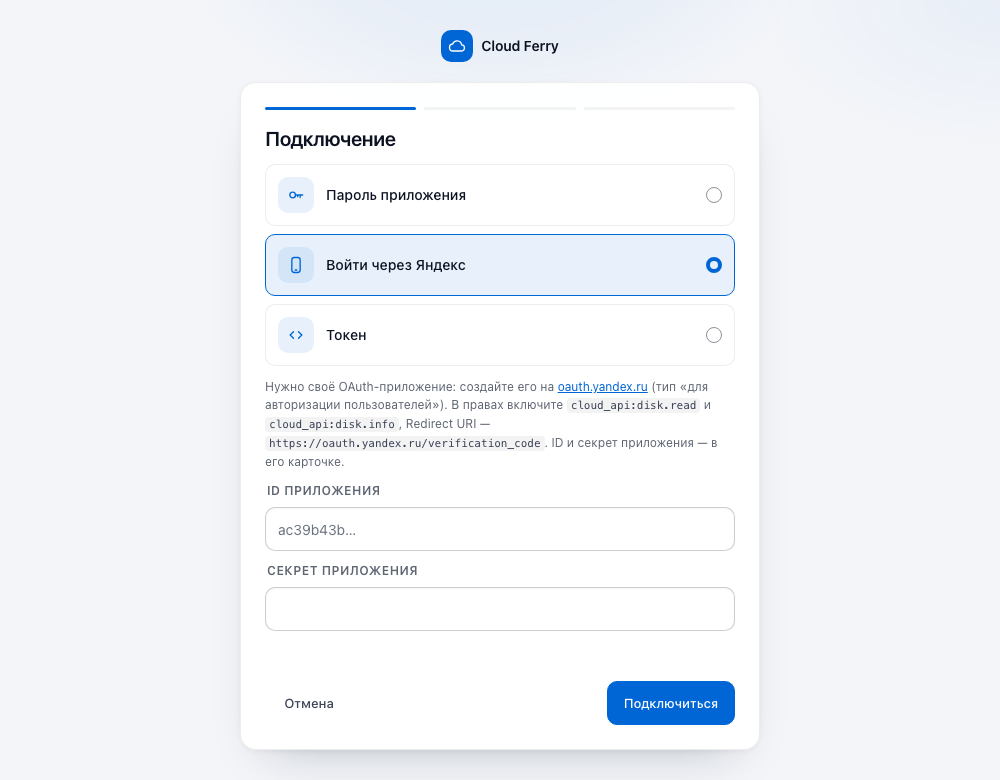 Cloud Ferry
Подключение
Пароль приложения
Войти через Яндекс
Токен
Нужно своё OAuth-приложение: создайте его на oauth.yandex.ru (тип «для
авторизации пользователей»). В правах включите cloud_api:disk.read и
cloud_api:disk.info, Redirect URI —
https://oauth.yandex.ru/verification_code. ID и секрет приложения — в
его карточке.
ID ПРИЛОЖЕНИЯ
ac39b43b…
СЕКРЕТ ПРИЛОЖЕНИЯ
Отмена
Подключиться